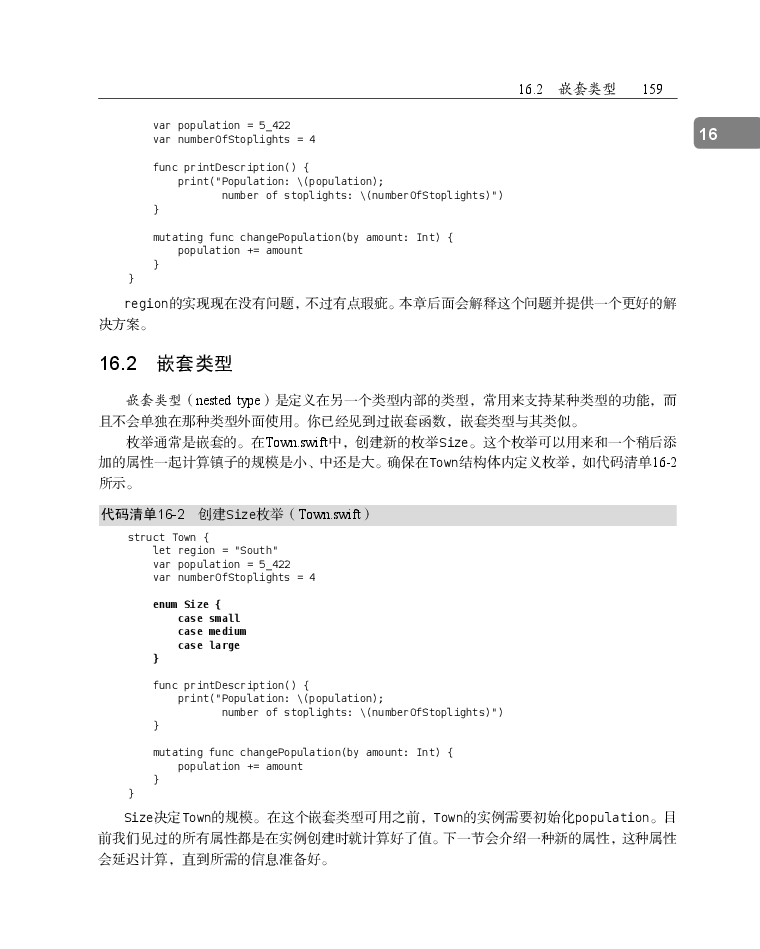 16.2 嵌套类型 159
16
var population = 5_422
var numberOfStoplights = 4
func printDescription() {
print("Population: \(population);
number of stoplights: \(numberOfStoplights)")
}
mutating func changePopulation(by amount: Int) {
population += amount
}
}
region的实现现在没有问题，不过有点瑕疵。本章后面会解释这个问题并提供一个更好的解
决方案。
16.2 嵌套类型
嵌套类型（nested type）是定义在另一个类型内部的类型，常用来支持某种类型的功能，而
且不会单独在那种类型外面使用。你已经见到过嵌套函数，嵌套类型与其类似。
枚举通常是嵌套的。在Town.swift中，创建新的枚举Size。这个枚举可以用来和一个稍后添
加的属性一起计算镇子的规模是小、中还是大。确保在Town结构体内定义枚举，如代码清单16-2
所示。
代码清单16-2 创建Size枚举（Town.swift）
struct Town {
let region = "South"
var population = 5_422
var numberOfStoplights = 4
enum Size {
case small
case medium
case large
}
func printDescription() {
print("Population: \(population);
number of stoplights: \(numberOfStoplights)")
}
mutating func changePopulation(by amount: Int) {
population += amount
}
}
Size决定Town的规模。在这个嵌套类型可用之前，Town的实例需要初始化population。目
前我们见过的所有属性都是在实例创建时就计算好了值。下一节会介绍一种新的属性，这种属性
会延迟计算，直到所需的信息准备好。